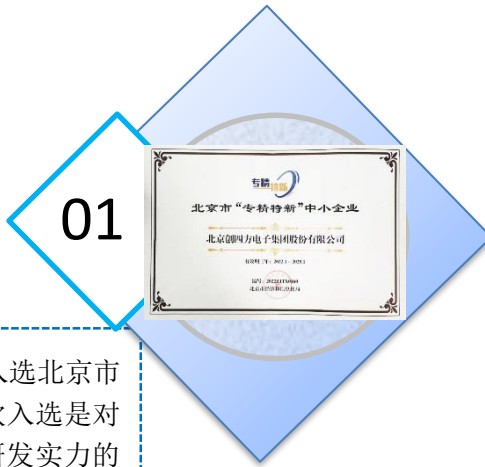 01
专精特新
北京市“专精特新”中小企业
北京创四方电子集团股份有限公司
入选北京市
入选是对
研发实力的